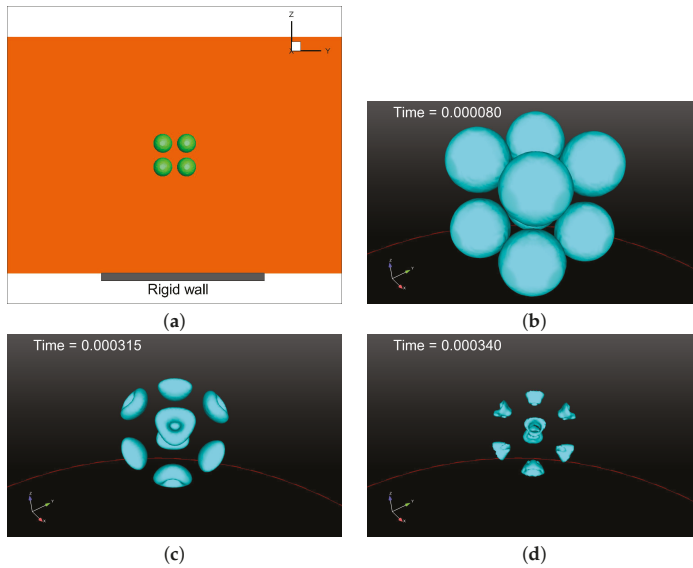 Z
X
Y
Rigid wall
(a)
Time = 0.000080
Z
Y
X
(b)
Time = 0.000315
Z
Y
X
(c)
Time = 0.000340
Z
Y
X
(d)